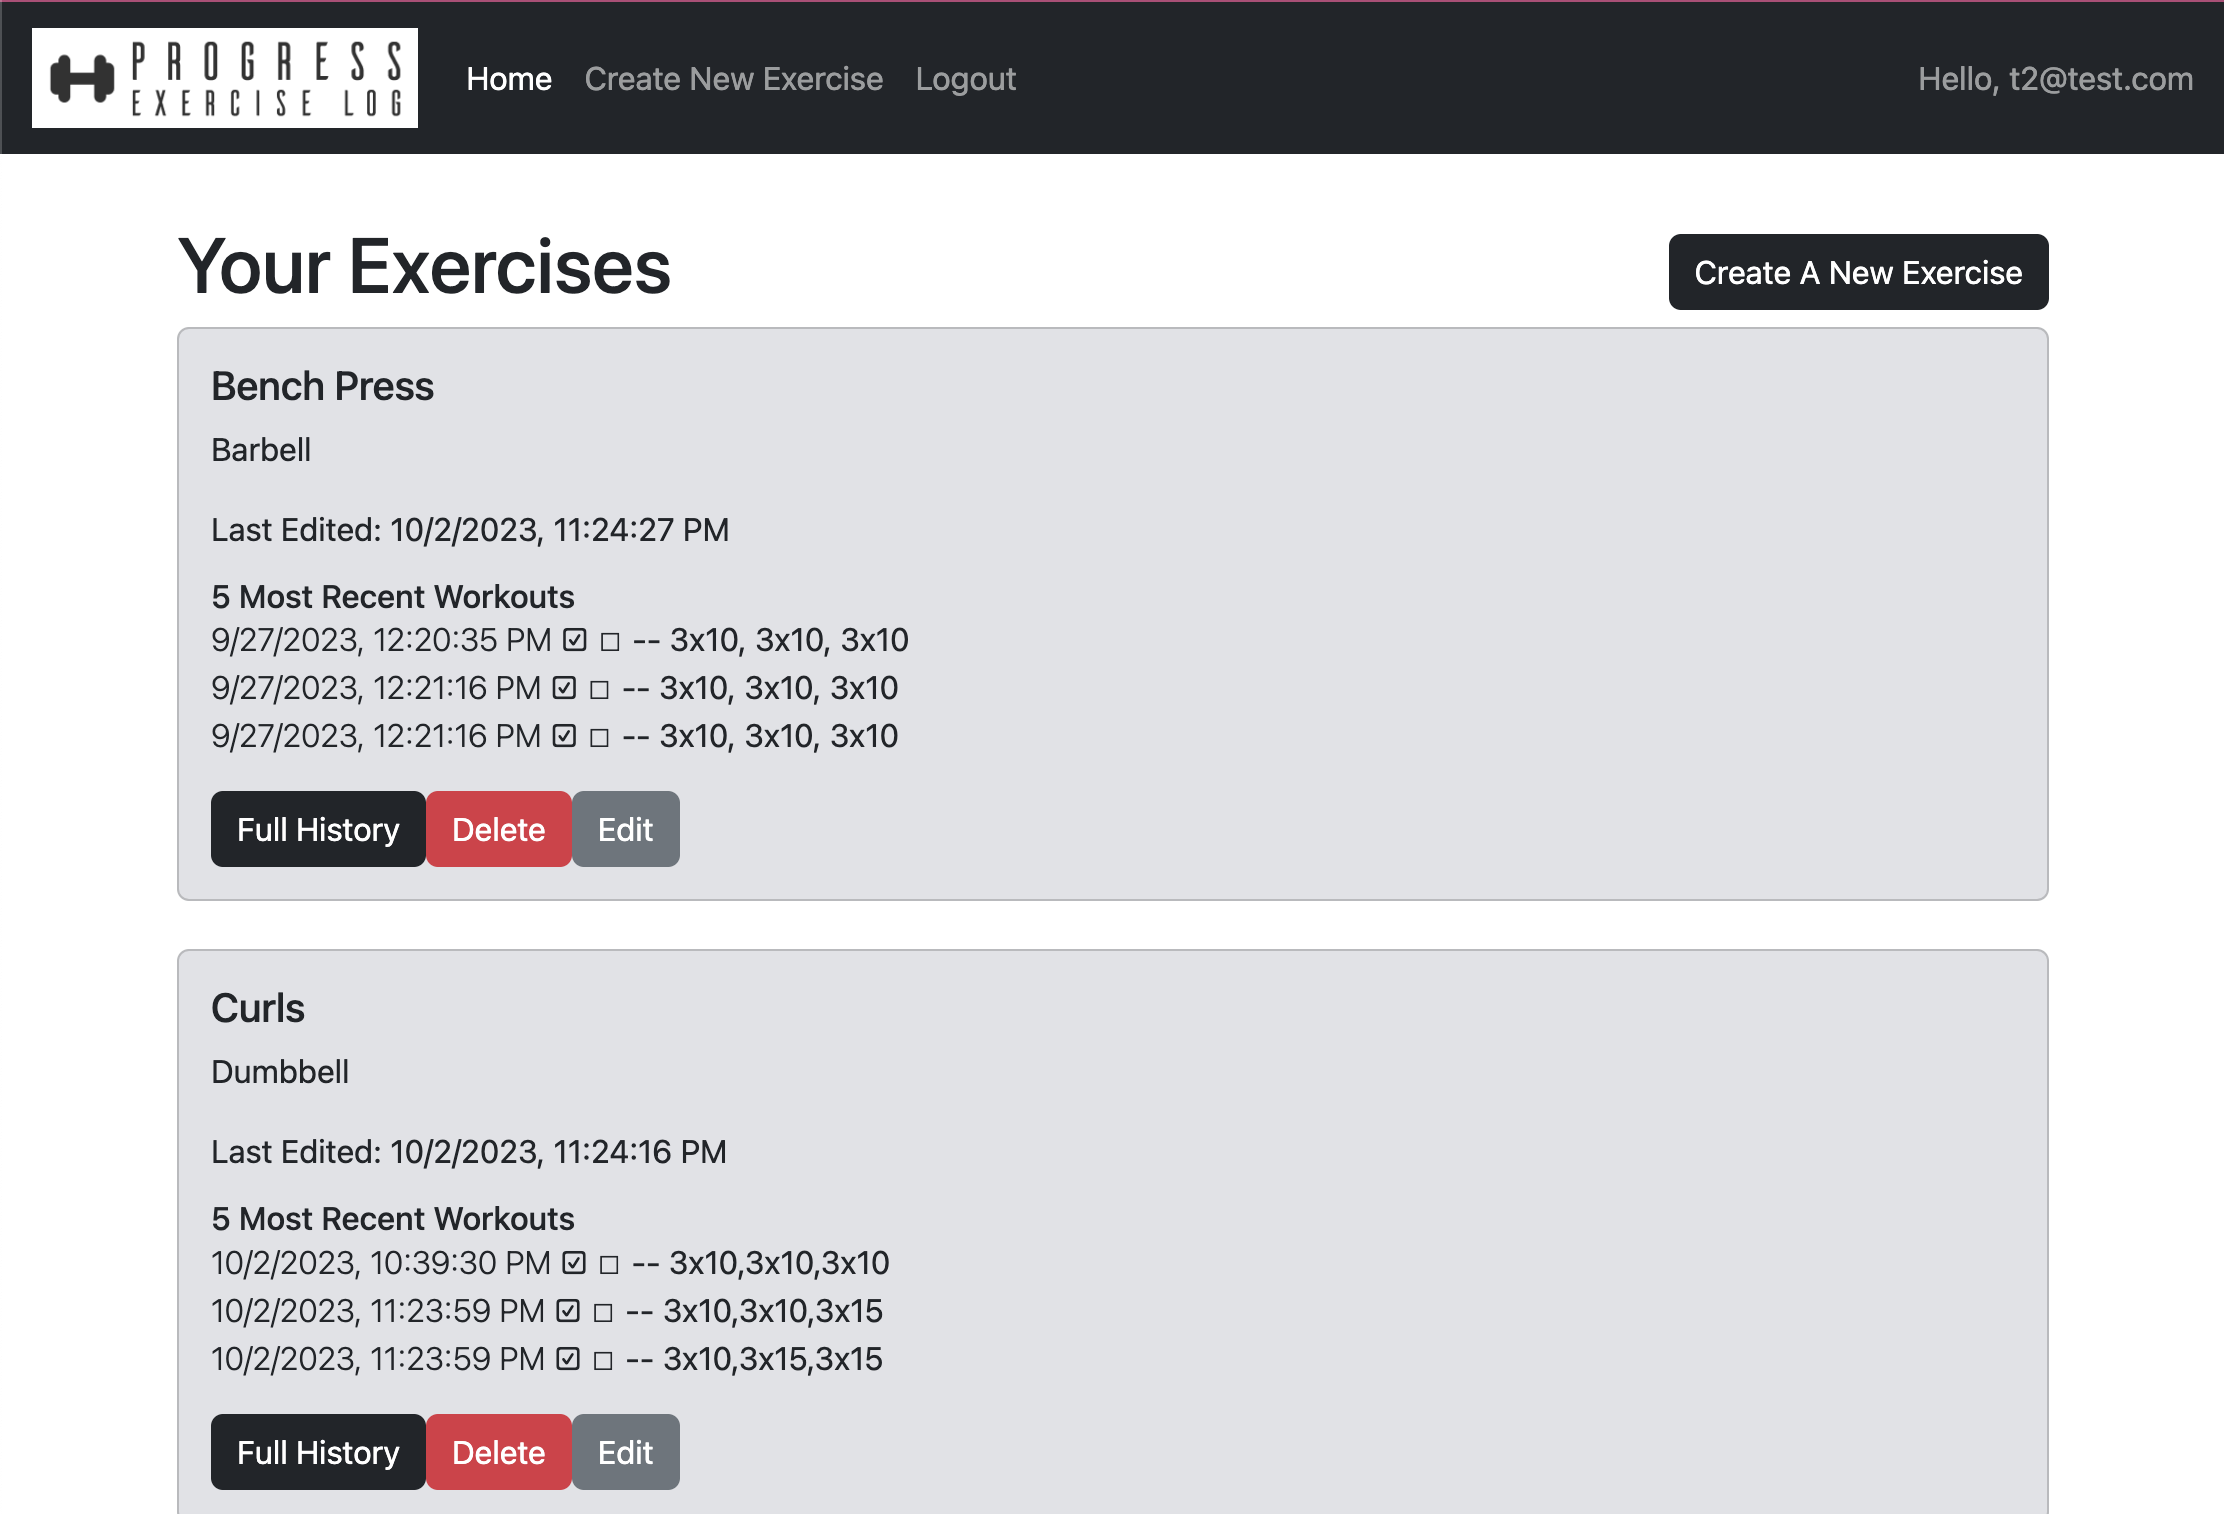 PROGRESS
EXERCISE LOG
Home Create New Exercise Logout Hello, t2@test.com
Your Exercises Create A New Exercise
Bench Press
Barbell
Last Edited: 10/2/2023, 11:24:27 PM
5 Most Recent Workouts
9/27/2023, 12:20:35 PM ☑ □ -- 3x10, 3x10, 3x10
9/27/2023, 12:21:16 PM ☑ □ -- 3x10, 3x10, 3x10
9/27/2023, 12:21:16 PM ☑ □ -- 3x10, 3x10, 3x10
Full History Delete Edit
Curls
Dumbbell
Last Edited: 10/2/2023, 11:24:16 PM
5 Most Recent Workouts
10/2/2023, 10:39:30 PM ☑ □ -- 3x10,3x10,3x10
10/2/2023, 11:23:59 PM ☑ □ -- 3x10,3x10,3x15
10/2/2023, 11:23:59 PM ☑ □ -- 3x10,3x15,3x15
Full History Delete Edit